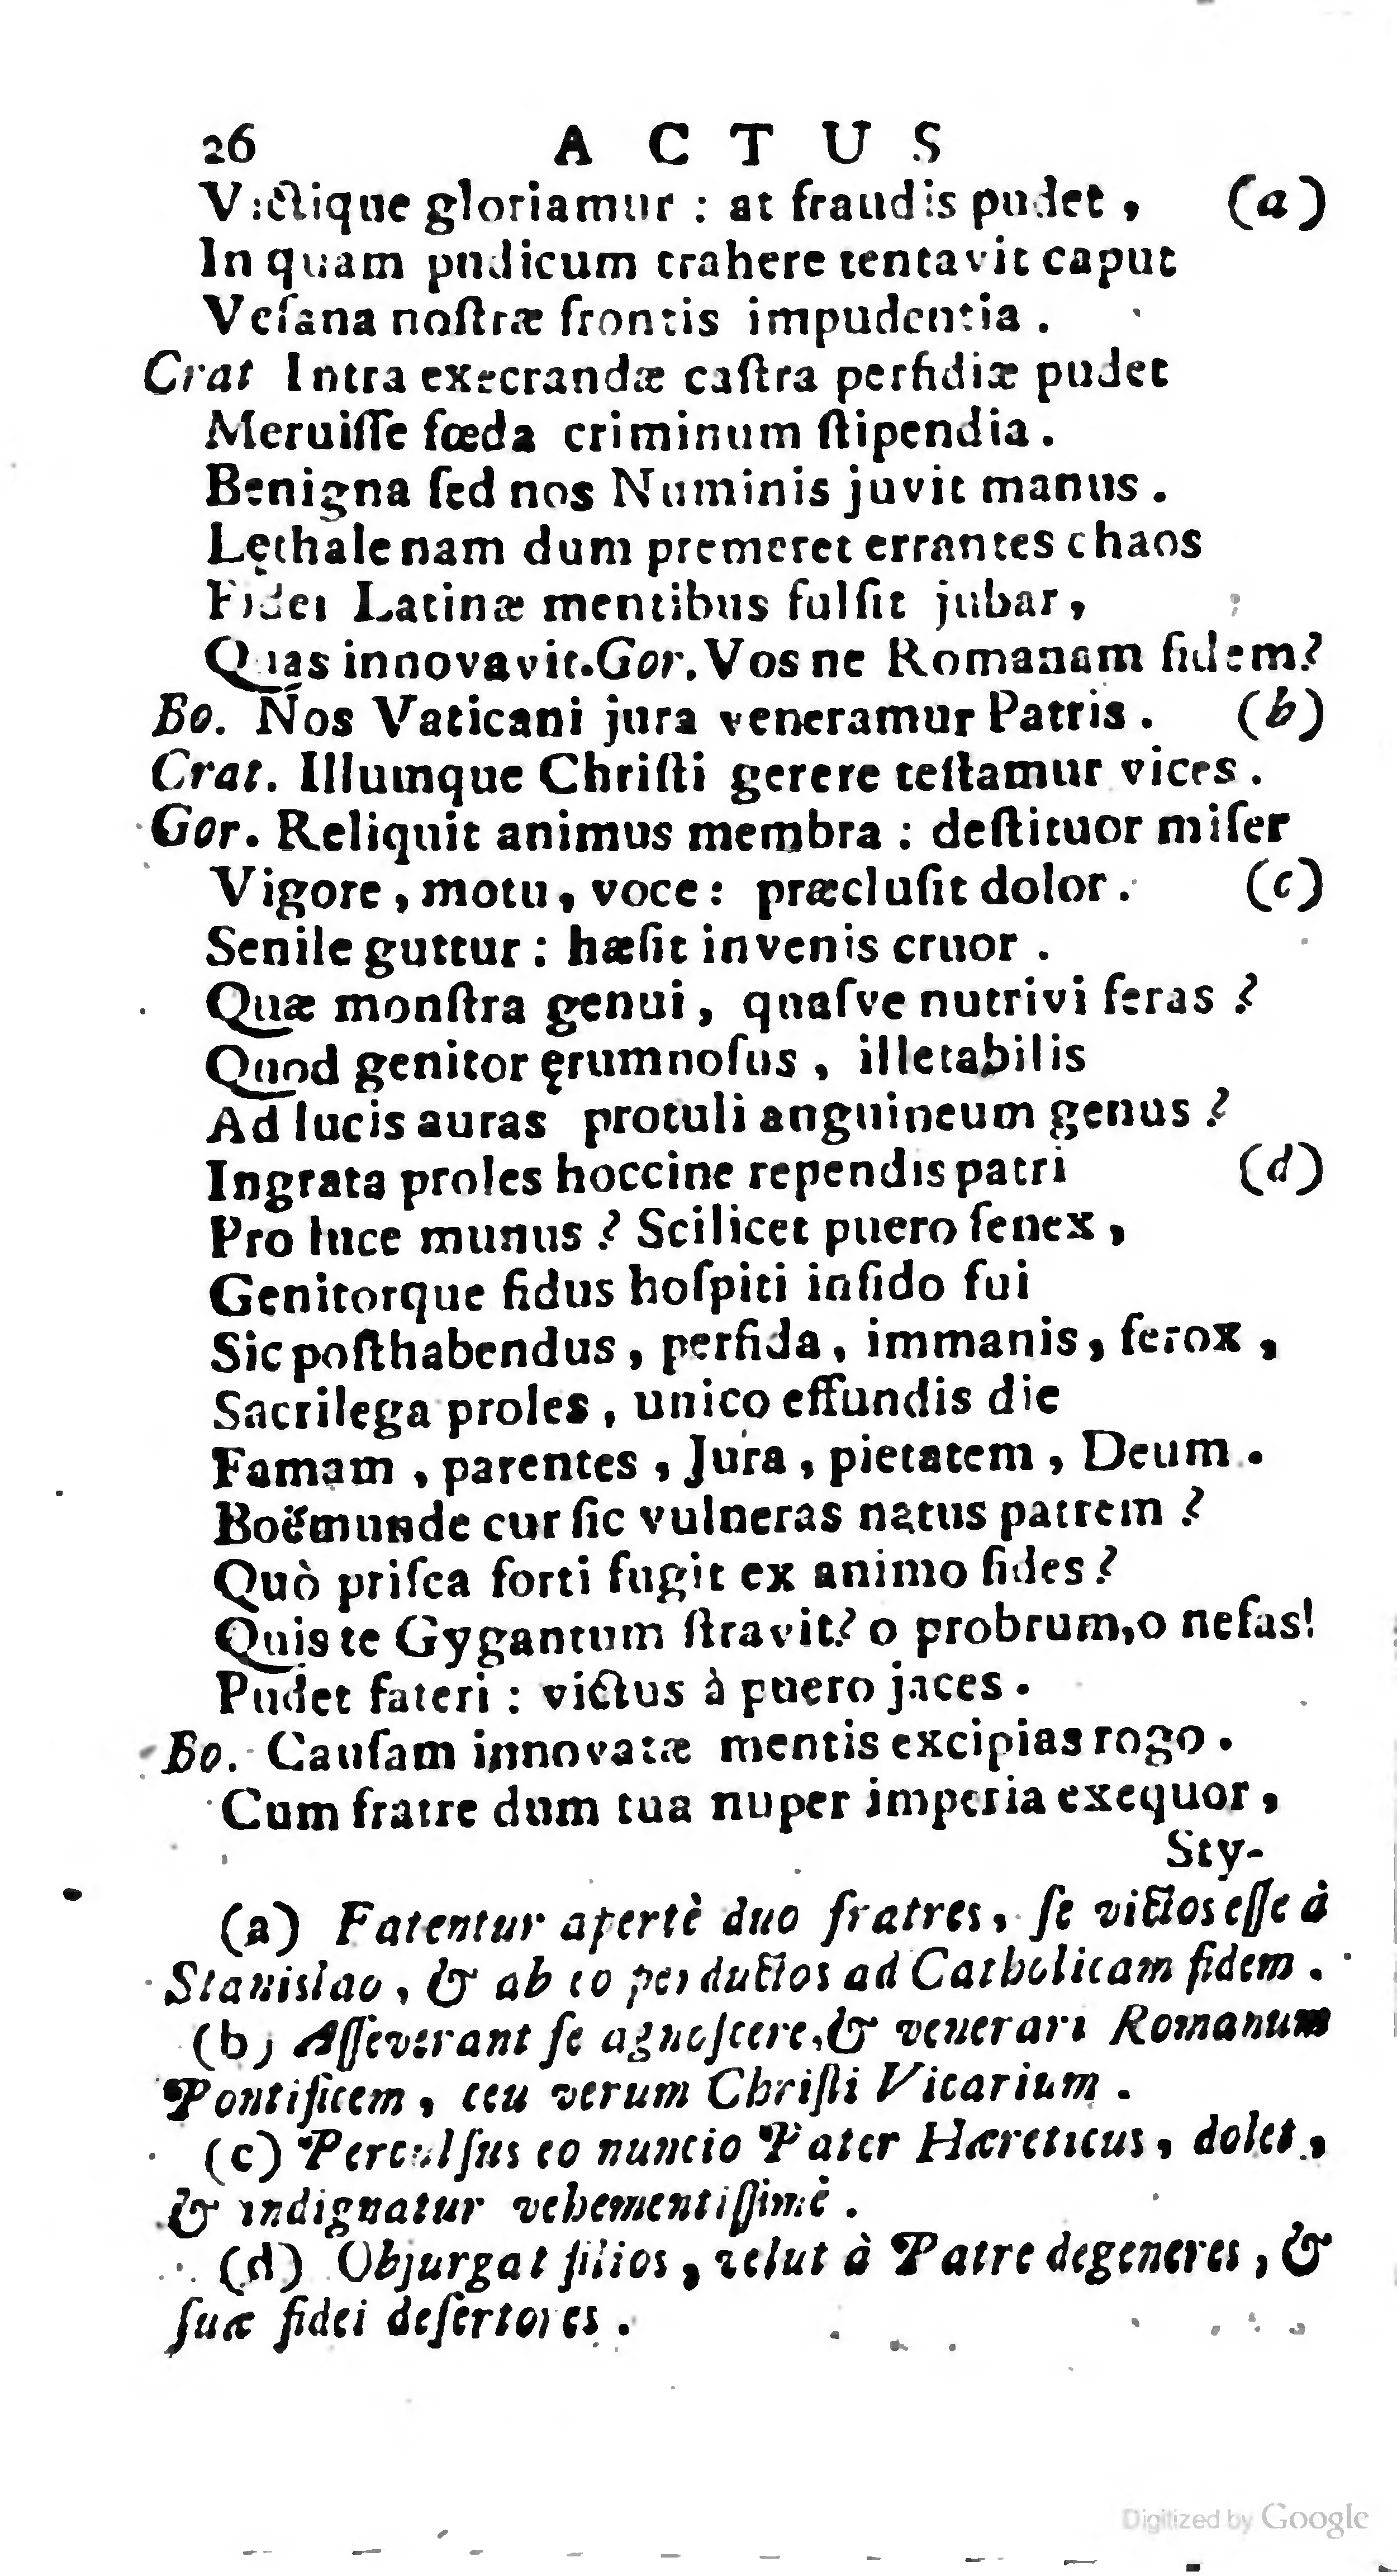 26 ACTUS
Victique gloriamur : at fraudis pudet , (a)
In quam pudicum trahere tentavit caput
Veſana noſtræ frontis impudentia .
Crat Intra execrandæ caſtra perfidiæ pudet
Meruiſſe fœda criminum ſtipendia .
Benigna ſed nos Numinis juvit manus .
Lęthale nam dum premeret errantes chaos
Fidei Latinæ mentibus fulſit jubar ,
Quas innovavit. Gor. Vos ne Romanam fidem?
Bo. Nos Vaticani jura veneramur Patris . (b)
Crat. Illumque Chriſti gerere teſtamur vices .
Gor. Reliquit animus membra : deſtituor miſer
Vigore , motu , voce : præcluſit dolor . (c)
Senile guttur : hæſit in venis cruor .
Quæ monſtra genui , quaſve nutrivi feras ?
Quod genitor ęrumnoſus , illetabilis
Ad lucis auras protuli anguineum genus ?
Ingrata proles hoccine rependis patri (d)
Pro luce munus ? Scilicet puero ſenex ,
Genitorque fidus hoſpiti infido fui
Sic poſthabendus , perfida , immanis , ferox ,
Sacrilega proles , unico effundis die
Famam , parentes , Jura , pietatem , Deum .
Boëmunde cur ſic vulneras natus patrem ?
Quò priſca forti fugit ex animo fides ?
Quis te Gygantum ſtravit? o probrum, o nefas!
Pudet fateri : victus à puero jaces .
Bo. Cauſam innovatæ mentis excipias rogo .
Cum fratre dum tua nuper imperia exequor ,
Sty-
(a) Fatentur apertè duo fratres, ſe victos eſſe à
Stanislao , & ab eo perductos ad Catholicam fidem .
(b) Aſſeverant ſe agnoſcere, & venerari Romanum
Pontificem , ceu verum Chriſti Vicarium .
(c) Perculſus eo nuncio Pater Hæreticus , dolet ,
& indignatur vehementiſſimè .
(d) Objurgat filios , velut à Patre degeneres , &
ſuæ fidei deſertores .
Digitized by Google